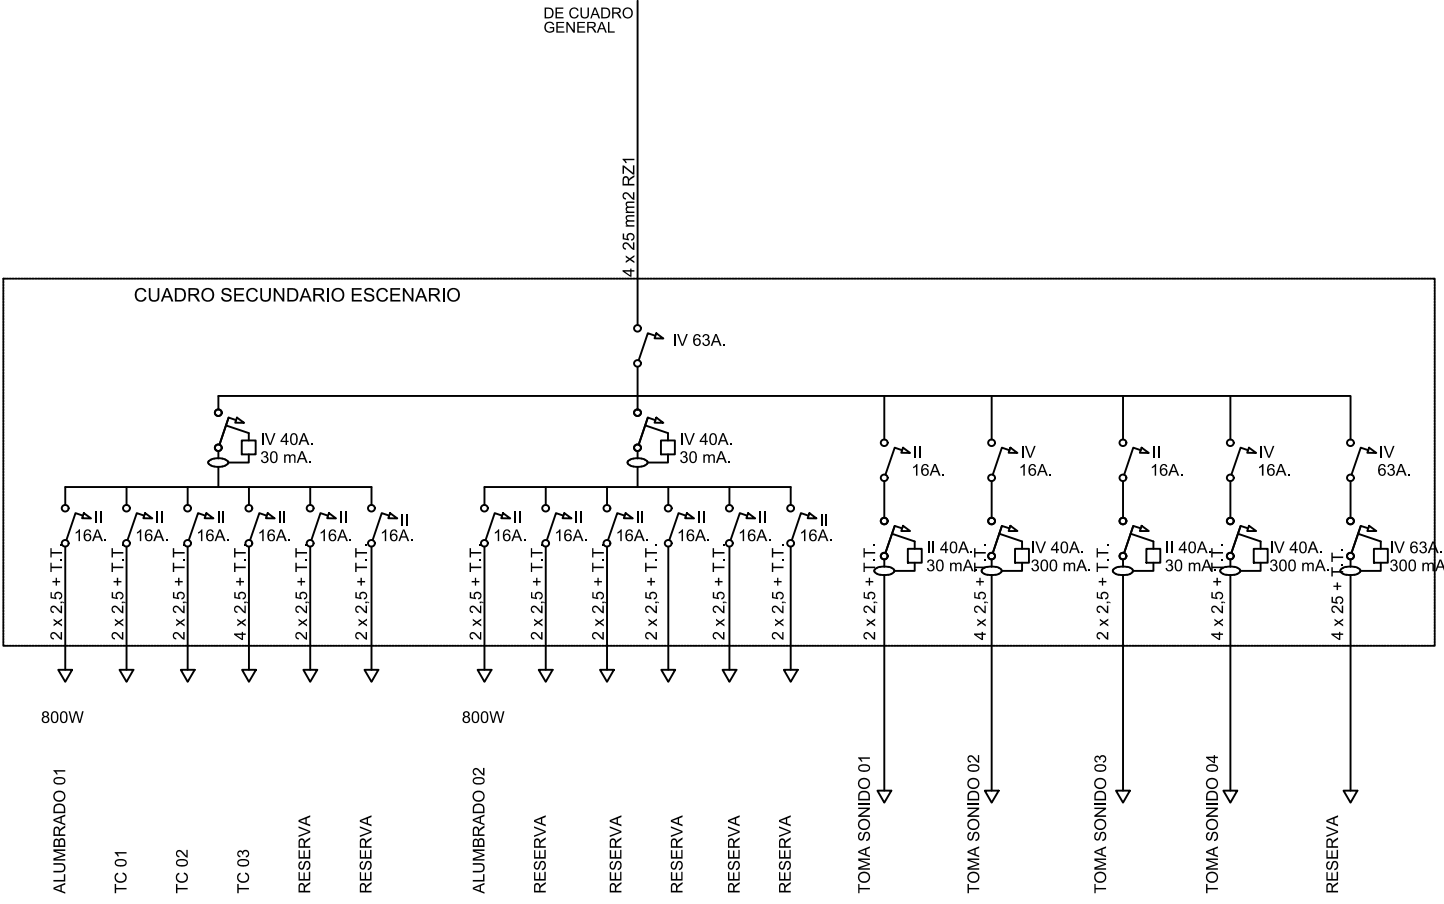 DE CUADRO
GENERAL
4 x 25 mm2 RZ1
CUADRO SECUNDARIO ESCENARIO
IV 63A.
IV 40A.
30 mA.
IV 40A.
30 mA.
II
16A.
IV
16A.
II
16A.
IV
16A.
IV
63A.
II
16A.
II
16A.
II
16A.
II
16A.
II
16A.
II
16A.
II
16A.
II
16A.
II
16A.
II
16A.
II
16A.
II
16A.
II 40A.
30 mA.
IV 40A.
300 mA.
II 40A.
30 mA.
IV 40A.
300 mA.
IV 63A.
300 mA.
2 x 2,5 + T.T.
2 x 2,5 + T.T.
2 x 2,5 + T.T.
4 x 2,5 + T.T.
2 x 2,5 + T.T.
2 x 2,5 + T.T.
2 x 2,5 + T.T.
2 x 2,5 + T.T.
2 x 2,5 + T.T.
2 x 2,5 + T.T.
2 x 2,5 + T.T.
2 x 2,5 + T.T.
2 x 2,5 + T.T.
4 x 2,5 + T.T.
2 x 2,5 + T.T.
4 x 2,5 + T.T.
4 x 25 + T.T.
800W
800W
ALUMBRADO 01
TC 01
TC 02
TC 03
RESERVA
RESERVA
ALUMBRADO 02
RESERVA
RESERVA
RESERVA
RESERVA
RESERVA
TOMA SONIDO 01
TOMA SONIDO 02
TOMA SONIDO 03
TOMA SONIDO 04
RESERVA